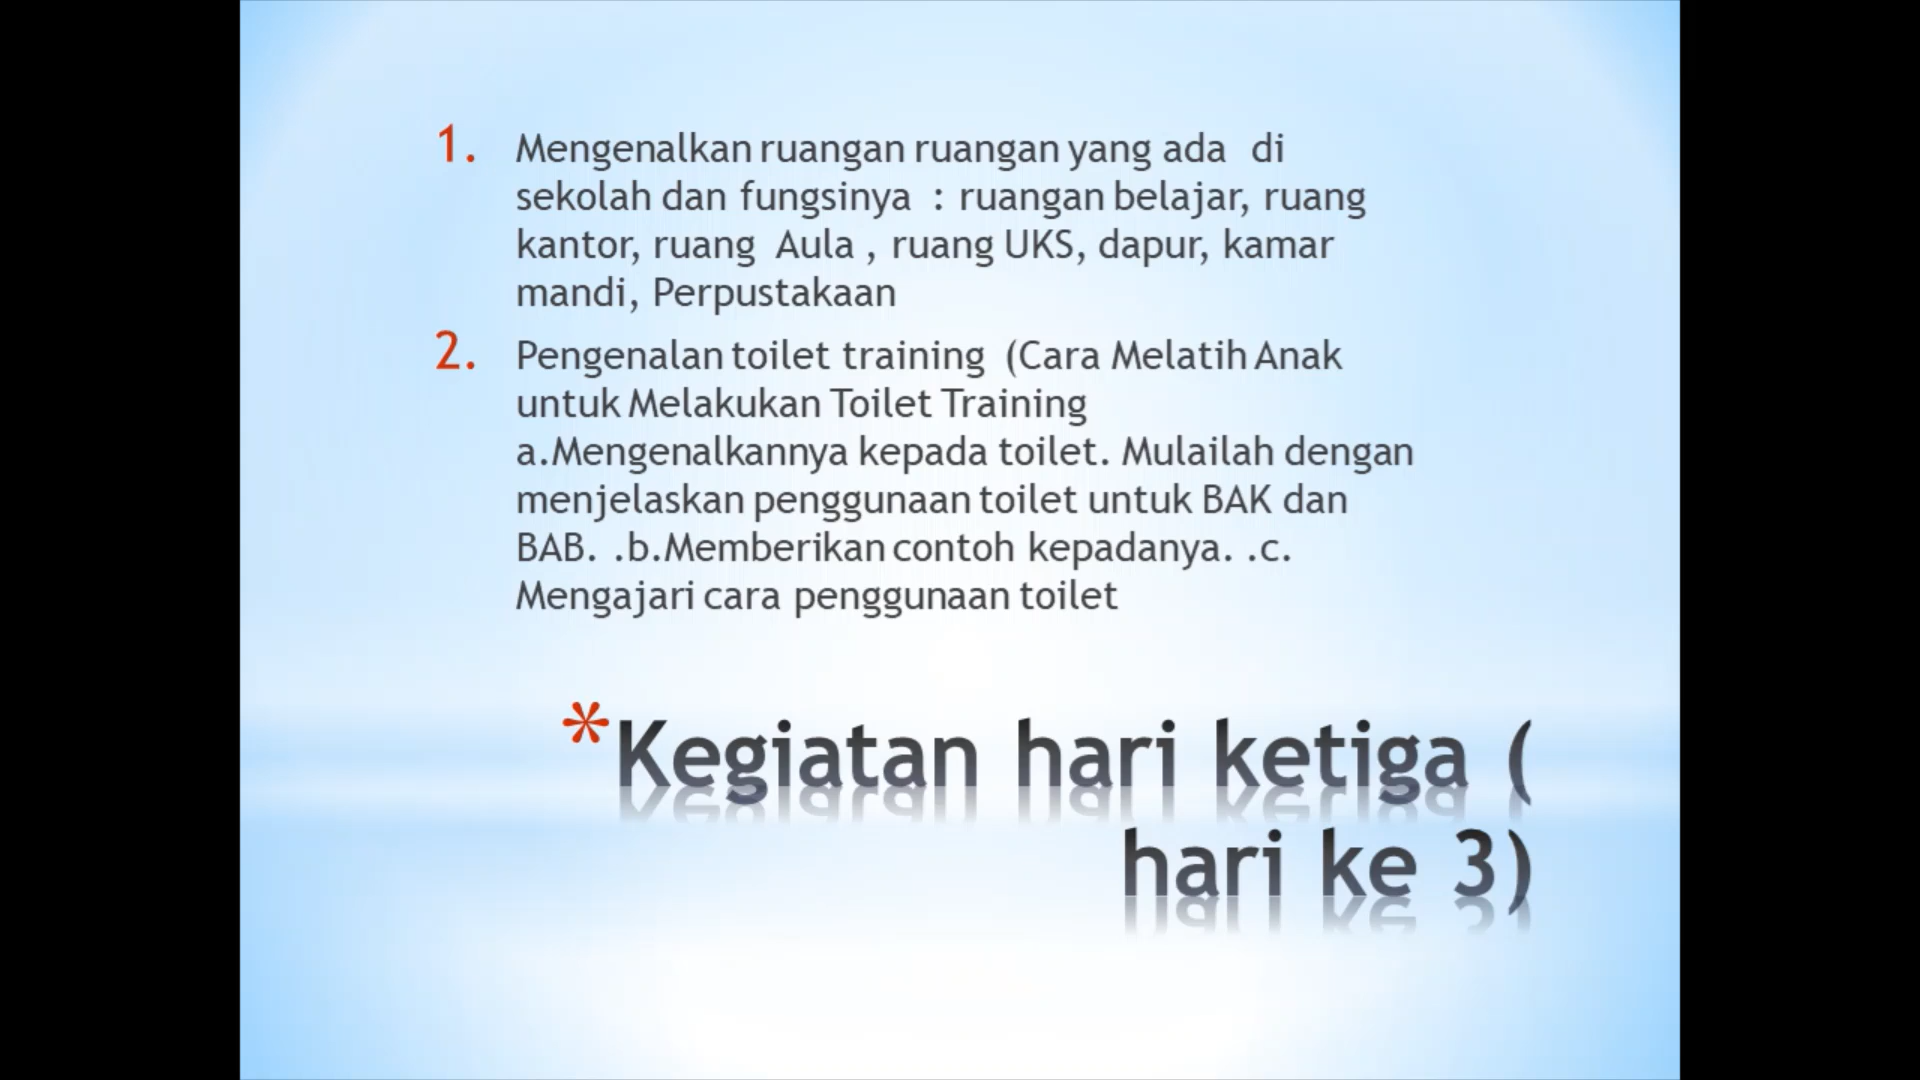 1. Mengenalkan ruangan ruangan yang ada di
sekolah dan fungsinya : ruangan belajar, ruang
kantor, ruang Aula , ruang UKS, dapur, kamar
mandi, Perpustakaan
2. Pengenalan toilet training (Cara Melatih Anak
untuk Melakukan Toilet Training
a.Mengenalkannya kepada toilet. Mulailah dengan
menjelaskan penggunaan toilet untuk BAK dan
BAB. .b.Memberikan contoh kepadanya. .c.
Mengajari cara penggunaan toilet
*Kegiatan hari ketiga (
hari ke 3)